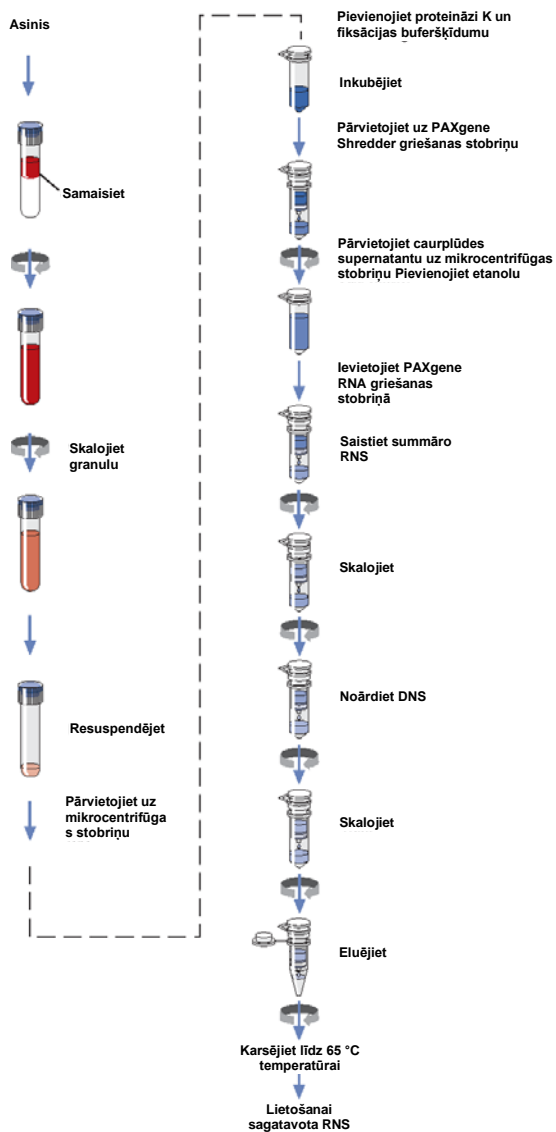 Asinis
Samaisiet
Skalojiet
granulu
Resuspendējet
Pārvietojiet uz
mikrocentrifūga
s stobriņu
Pievienojiet proteināzi K un
fiksācijas buferšķīdumu
Inkubējiet
Pārvietojiet uz PAXgene
Shredder griešanas stobriņu
Pārvietojiet caurplūdes
supernatantu uz mikrocentrifūgas
stobriņu Pievienojiet etanolu
Ievietojiet PAXgene
RNA griešanas
stobriņā
Saistiet summāro
RNS
Skalojiet
Noārdiet DNS
Skalojiet
Eluējiet
Karsējiet līdz 65 °C
temperatūrai
Lietošanai
sagatavota RNS